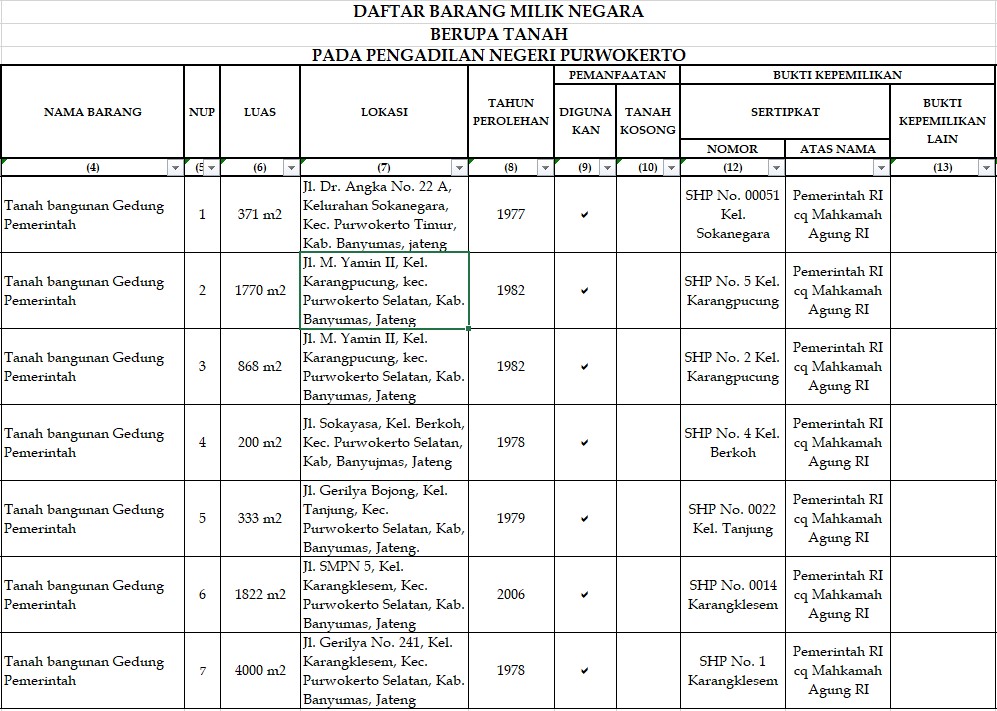 DAFTAR BARANG MILIK NEGARA
BERUPA TANAH
PADA PENGADILAN NEGERI PURWOKERTO
NAMA BARANG
NUP
LUAS
LOKASI
TAHUN
PEROLEHAN
PEMANFAATAN
DIGUNA
KAN
TANAH
KOSONG
BUKTI KEPEMILIKAN
SERTIPKAT
NOMOR
ATAS NAMA
BUKTI
KEPEMILIKAN
LAIN
(4)
(5
(6)
(7)
(8)
(9)
(10)
(12)
(13)
Tanah bangunan Gedung
Pemerintah
1
371 m2
Jl. Dr. Angka No. 22 A,
Kelurahan Sokanegara,
Kec. Purwokerto Timur,
Kab. Banyumas, jateng
1977
✔
SHP No. 00051
Kel.
Sokanegara
Pemerintah RI
cq Mahkamah
Agung RI
Tanah bangunan Gedung
Pemerintah
2
1770 m2
Jl. M. Yamin II, Kel.
Karangpucung, kec.
Purwokerto Selatan, Kab.
Banyumas, Jateng
1982
✔
SHP No. 5 Kel.
Karangpucung
Pemerintah RI
cq Mahkamah
Agung RI
Tanah bangunan Gedung
Pemerintah
3
868 m2
Jl. M. Yamin II, Kel.
Karangpucung, kec.
Purwokerto Selatan, Kab.
Banyumas, Jateng
1982
✔
SHP No. 2 Kel.
Karangpucung
Pemerintah RI
cq Mahkamah
Agung RI
Tanah bangunan Gedung
Pemerintah
4
200 m2
Jl. Sokayasa, Kel. Berkoh,
Kec. Purwokerto Selatan,
Kab, Banyujmas, Jateng
1978
✔
SHP No. 4 Kel.
Berkoh
Pemerintah RI
cq Mahkamah
Agung RI
Tanah bangunan Gedung
Pemerintah
5
333 m2
Jl. Gerilya Bojong, Kel.
Tanjung, Kec.
Purwokerto Selatan, Kab,
Banyumas, Jateng.
1979
✔
SHP No. 0022
Kel. Tanjung
Pemerintah RI
cq Mahkamah
Agung RI
Tanah bangunan Gedung
Pemerintah
6
1822 m2
Jl. SMPN 5, Kel.
Karangklesem, Kec.
Purwokerto Selatan, Kab.
Banyumas, Jateng
2006
✔
SHP No. 0014
Karangklesem
Pemerintah RI
cq Mahkamah
Agung RI
Tanah bangunan Gedung
Pemerintah
7
4000 m2
Jl. Gerilya No. 241, Kel.
Karangklesem, Kec.
Purwokerto Selatan, Kab.
Banyumas, Jateng
1978
✔
SHP No. 1
Karangklesem
Pemerintah RI
cq Mahkamah
Agung RI